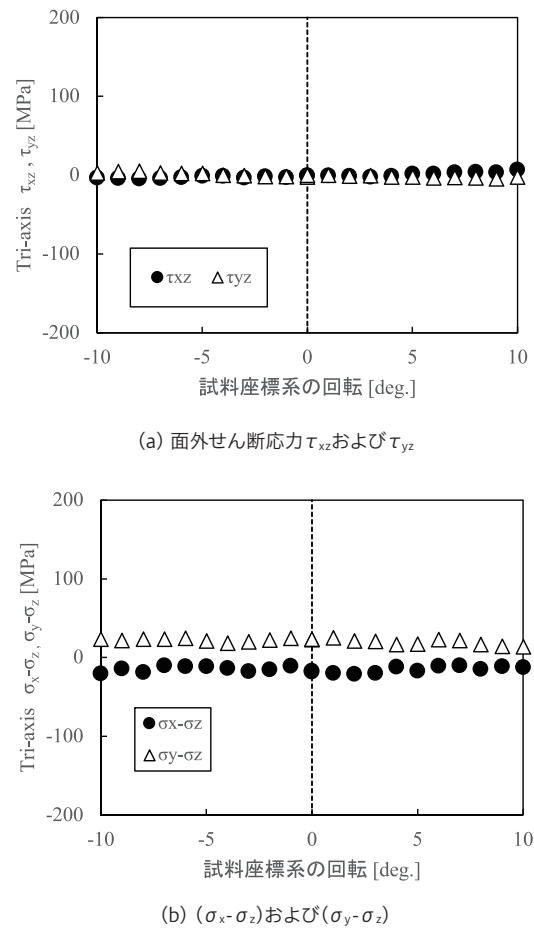 200
100
0
-100
-200
Tri-axis τxz , τyz [MPa]
τxz τyz
-10 -5 0 5 10
試料座標系の回転 [deg.]
(a) 面外せん断応力τxzおよびτyz
200
100
0
-100
-200
Tri-axis σx-σz, σy-σz [MPa]
σx-σz
σy-σz
-10 -5 0 5 10
試料座標系の回転 [deg.]
(b) (σx-σz)および(σy-σz)